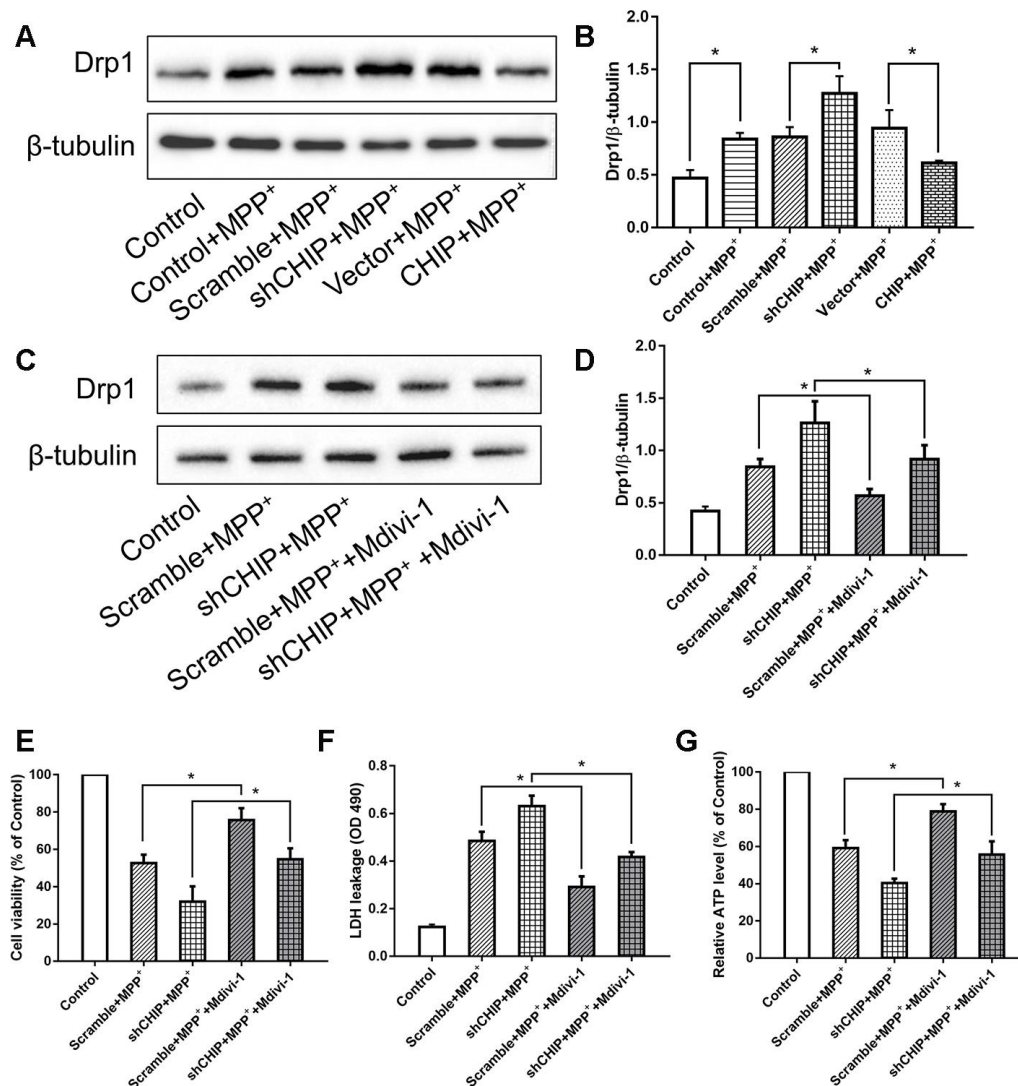 A
Drp1
β-tubulin
Control
Control+MPP⁺
Scramble+MPP⁺
shCHIP+MPP⁺
Vector+MPP⁺
CHIP+MPP⁺
B
Drp1/β-tubulin
2.0
1.5
1.0
0.5
0.0
*
*
*
Control
Control+MPP⁺
Scramble+MPP⁺
shCHIP+MPP⁺
Vector+MPP⁺
CHIP+MPP⁺
C
Drp1
β-tubulin
Control
Scramble+MPP⁺
shCHIP+MPP⁺
Scramble+MPP⁺+Mdivi-1
shCHIP+MPP⁺ +Mdivi-1
D
Drp1/β-tubulin
2.0
1.5
1.0
0.5
0.0
*
*
Control
Scramble+MPP⁺
shCHIP+MPP⁺
Scramble+MPP⁺+Mdivi-1
shCHIP+MPP⁺+Mdivi-1
E
Cell viability (% of Control)
100
80
60
40
20
0
*
*
Control
Scramble+MPP⁺
shCHIP+MPP⁺
Scramble+MPP⁺+Mdivi-1
shCHIP+MPP⁺+Mdivi-1
F
LDH leakage (OD 490)
0.8
0.6
0.4
0.2
0.0
*
*
Control
Scramble+MPP⁺
shCHIP+MPP⁺
Scramble+MPP⁺+Mdivi-1
shCHIP+MPP⁺+Mdivi-1
G
Relative ATP level (% of Control)
100
80
60
40
20
0
*
*
Control
Scramble+MPP⁺
shCHIP+MPP⁺
Scramble+MPP⁺+Mdivi-1
shCHIP+MPP⁺+Mdivi-1